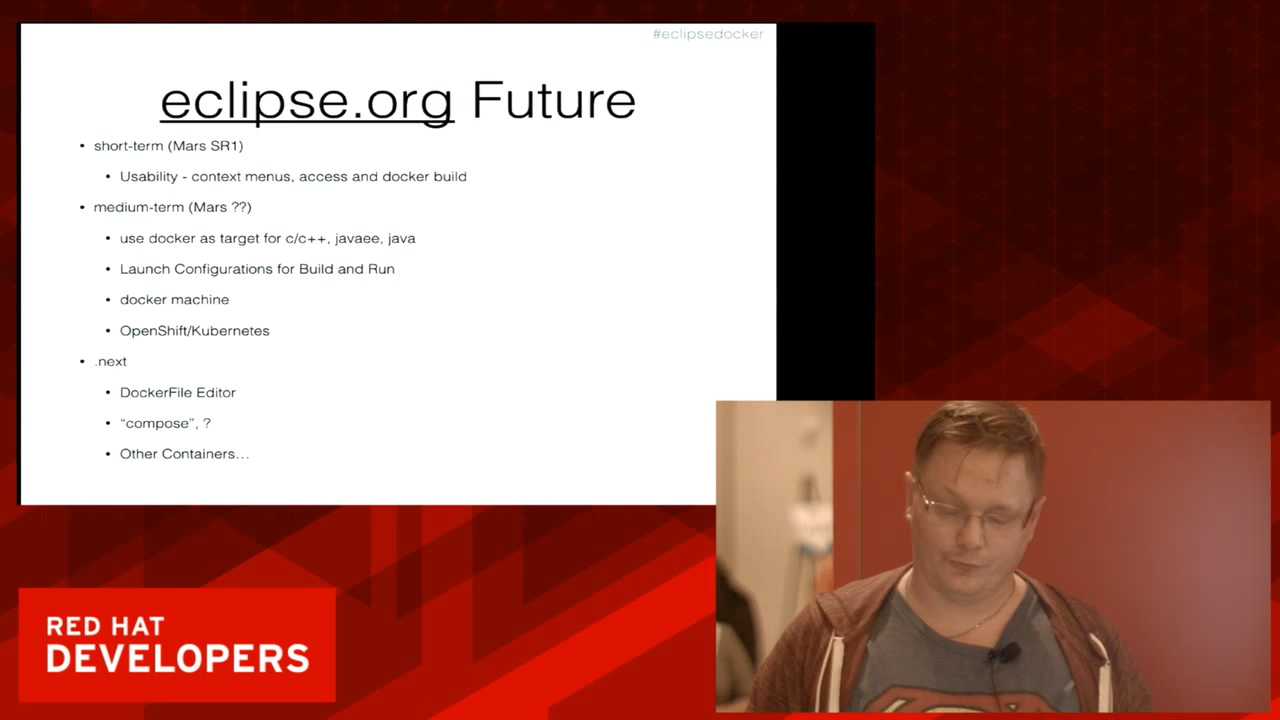 #eclipsedocker
eclipse.org Future
• short-term (Mars SR1)
• Usability - context menus, access and docker build
• medium-term (Mars ??)
• use docker as target for c/c++, javaee, java
• Launch Configurations for Build and Run
• docker machine
• OpenShift/Kubernetes
• .next
• DockerFile Editor
• “compose”, ?
• Other Containers…
RED HAT
DEVELOPERS